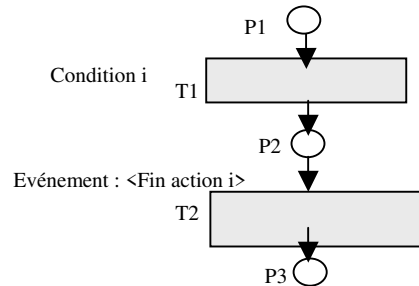 P1
Condition i
T1
P2
Evénement : <Fin action i>
T2
P3